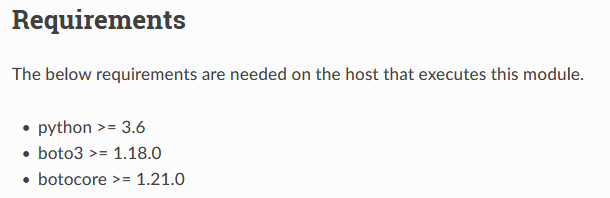 Requirements
The below requirements are needed on the host that executes this module.
• python >= 3.6
• boto3 >= 1.18.0
• botocore >= 1.21.0